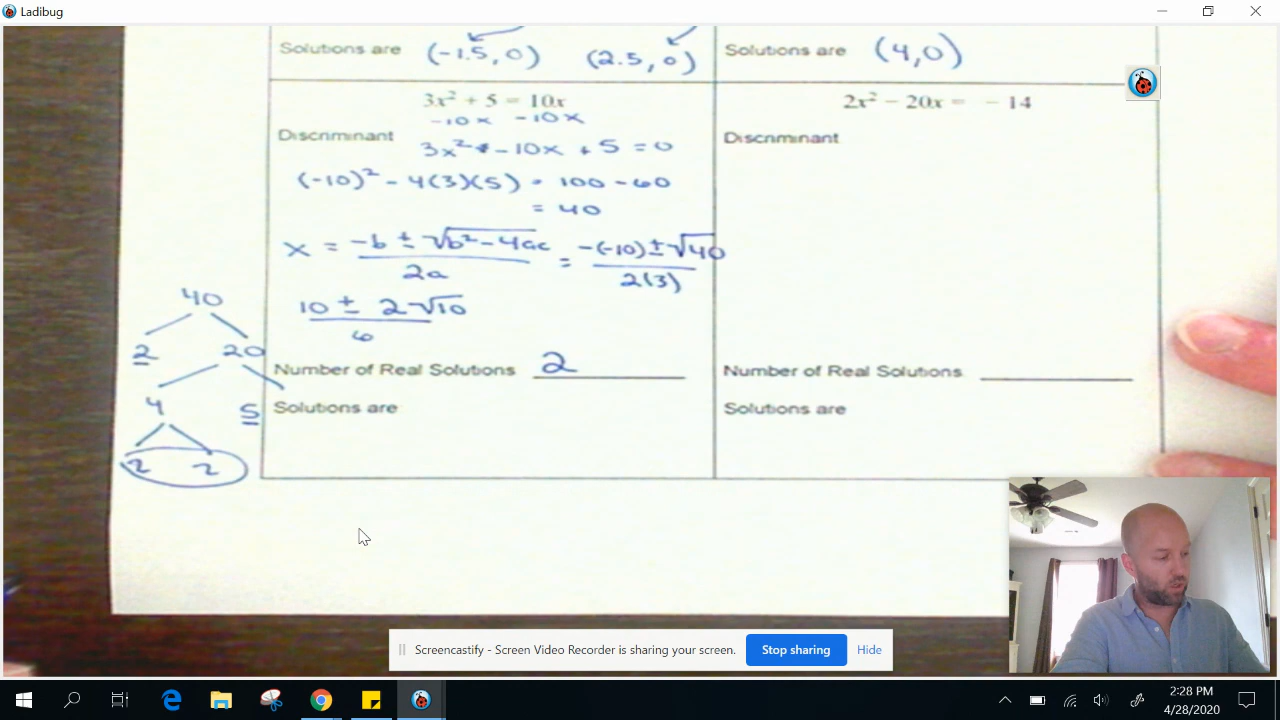 Ladibug
Solutions are (-1.5, 0) (2.5, 0)
Solutions are (4,0)
3x² + 5 = 10x
-10x -10x
Discriminant
3x² - 10x + 5 = 0
(-10)² - 4(3)(5) = 100 - 60
= 40
x = -b ± √b² - 4ac / 2a = -(-10) ± √40 / 2(3)
10 ± 2√10 / 6
Number of Real Solutions 2
Solutions are
40
2 20
4 5
2 2
2x² - 20x = - 14
Discriminant
Number of Real Solutions
Solutions are
Screencastify - Screen Video Recorder is sharing your screen.
Stop sharing
Hide
2:28 PM
4/28/2020